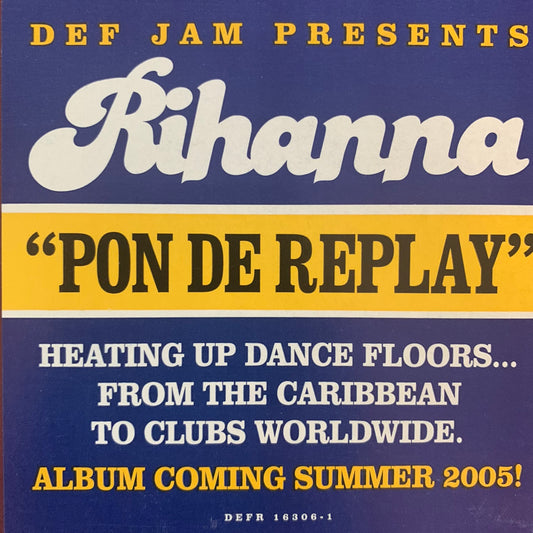 DEF JAM PRESENTS
Rihanna
“PON DE REPLAY”
HEATING UP DANCE FLOORS...
FROM THE CARIBBEAN
TO CLUBS WORLDWIDE.
ALBUM COMING SUMMER 2005!
DEFR 16306-1